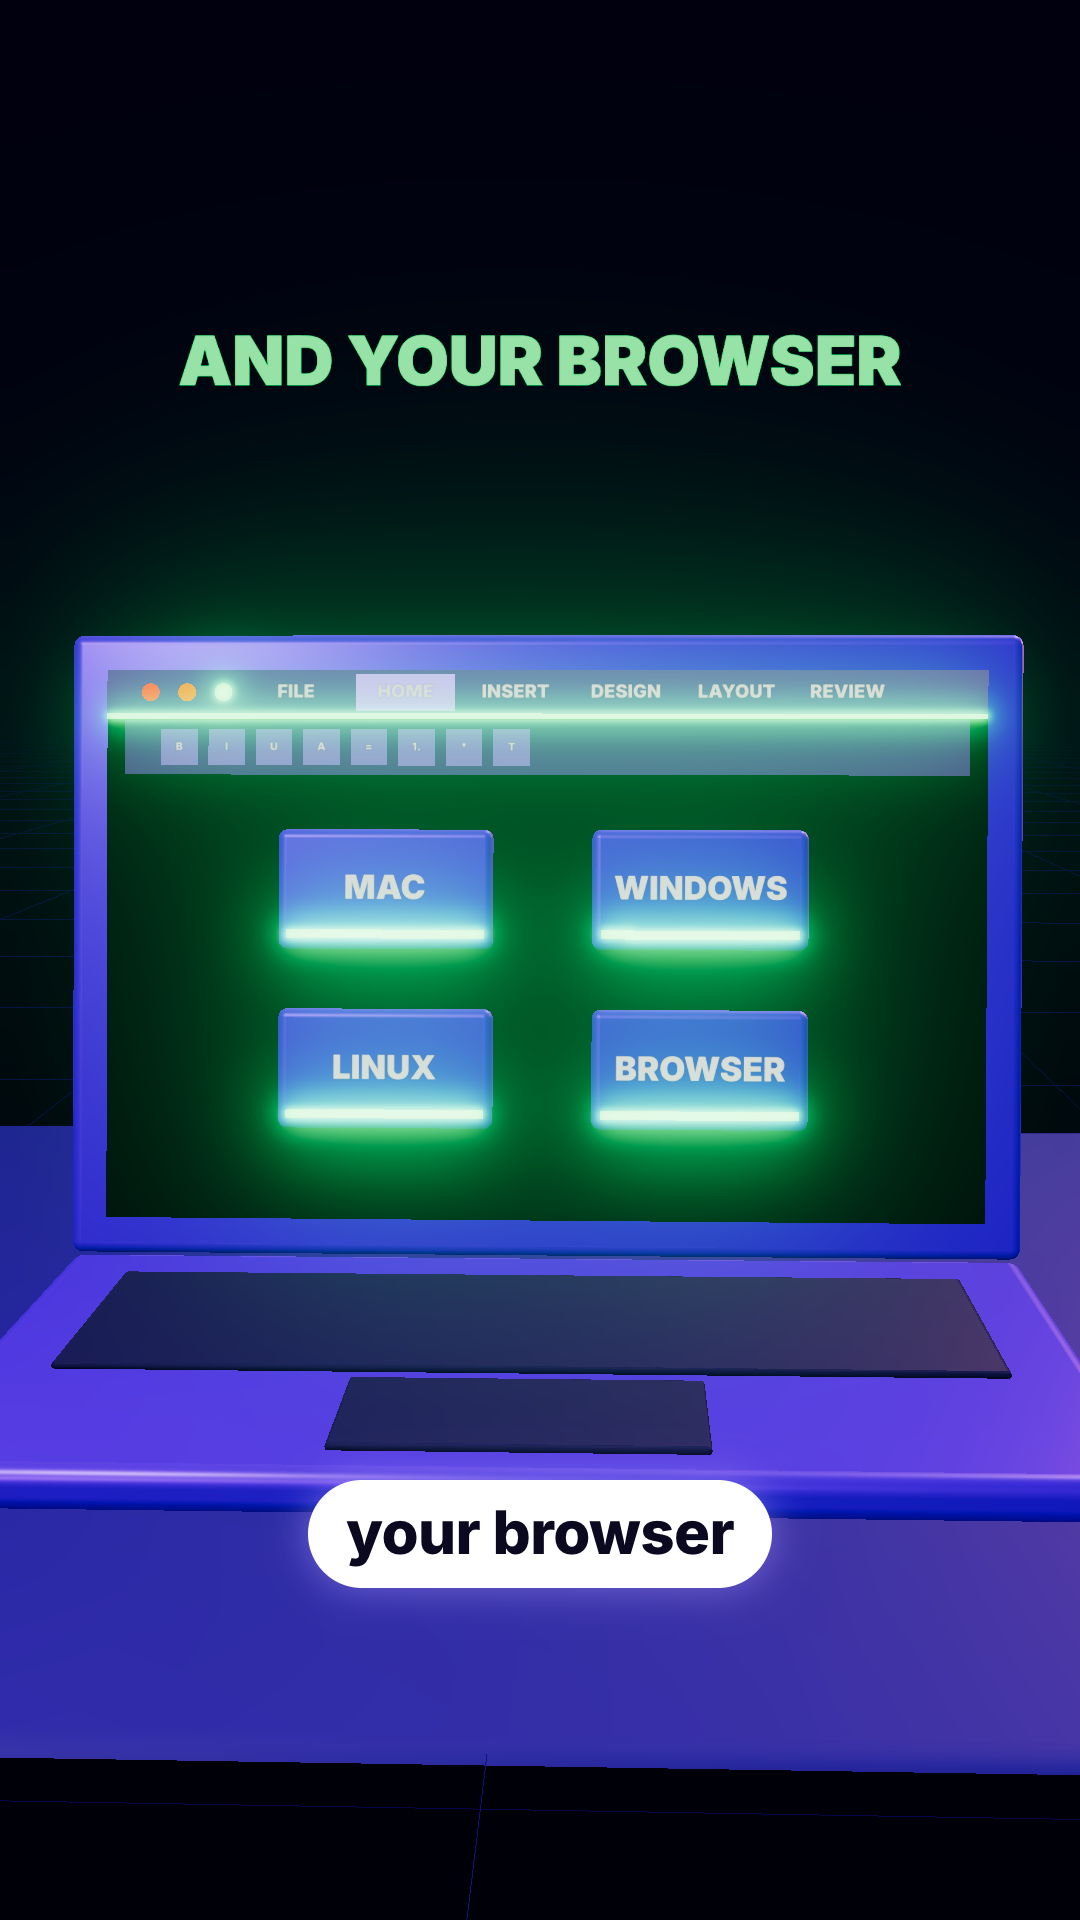 AND YOUR BROWSER
FILE HOME INSERT DESIGN LAYOUT REVIEW
B I U A = 1. * T
MAC WINDOWS
LINUX BROWSER
your browser